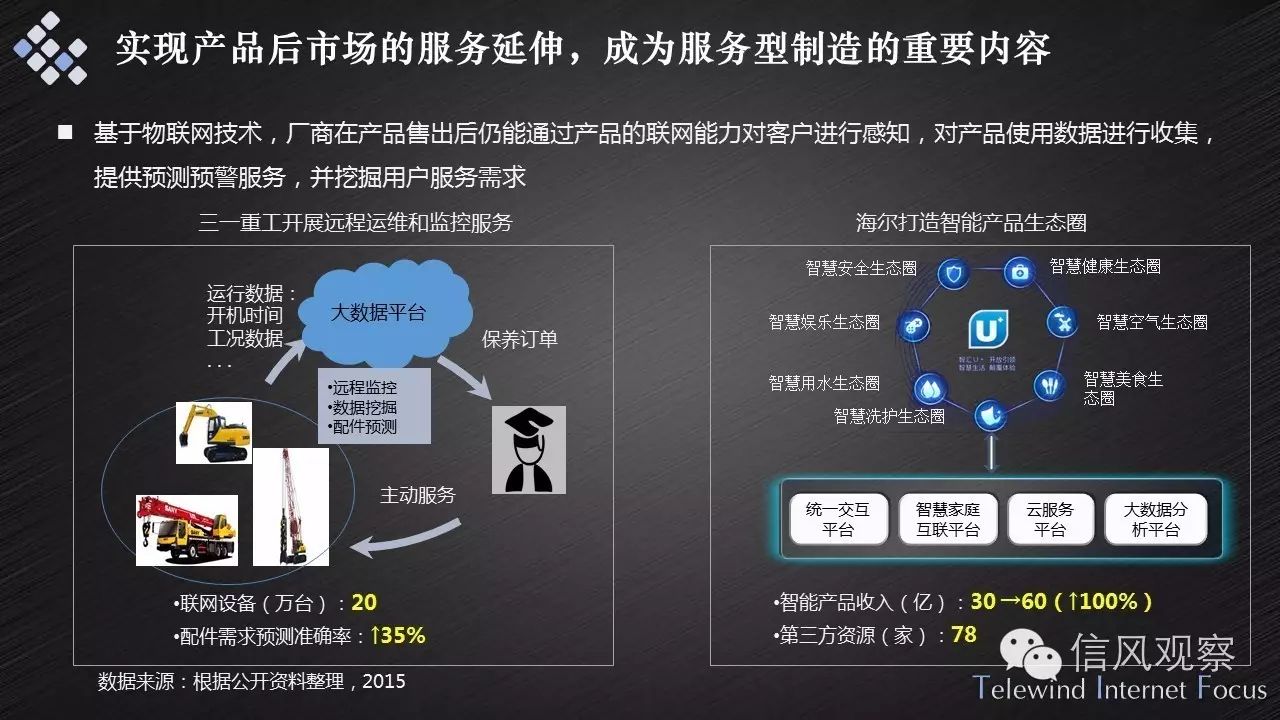 实现产品后市场的服务延伸，成为服务型制造的重要内容
基于物联网技术，厂商在产品售出后仍能通过产品的联网能力对客户进行感知，对产品使用数据进行收集，
提供预测预警服务，并挖掘用户服务需求
三一重工开展远程运维和监控服务
运行数据：
开机时间
工况数据
...
大数据平台
保养订单
•远程监控
•数据挖掘
•配件预测
主动服务
SANY
•联网设备（万台）：20
•配件需求预测准确率：↑35%
海尔打造智能产品生态圈
智慧安全生态圈
智慧健康生态圈
智慧娱乐生态圈
智慧空气生态圈
U+
智汇U+ 开放引领
智慧生活 颠覆体验
智慧用水生态圈
智慧美食生
态圈
智慧洗护生态圈
统一交互
平台
智慧家庭
互联平台
云服务
平台
大数据分
析平台
•智能产品收入（亿）：30→60（↑100%）
•第三方资源（家）：78
数据来源：根据公开资料整理，2015
信风观察
Telewind Internet Focus